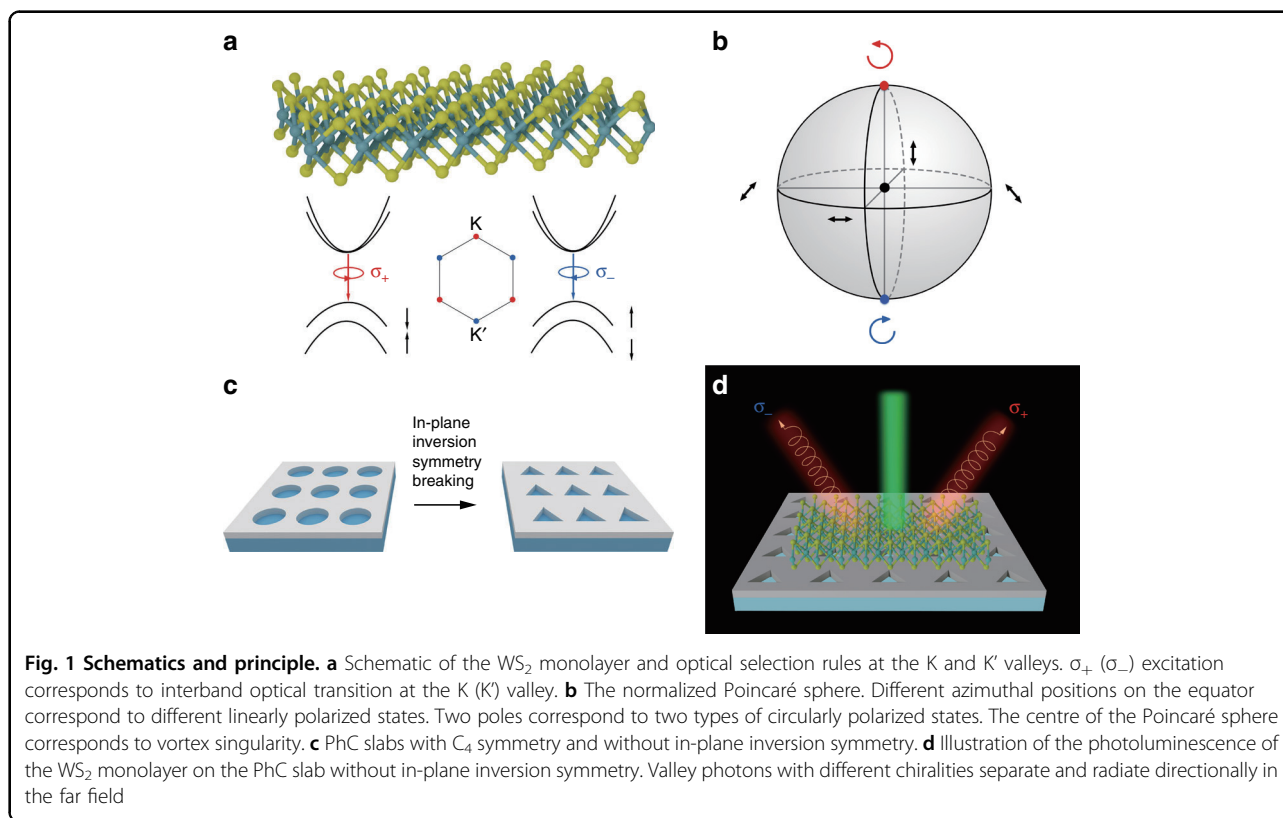 a
b
K
σ₊
σ₋
K′
c
In-plane
inversion
symmetry
breaking
d
σ₋
σ₊
Fig. 1 Schematics and principle. a Schematic of the WS₂ monolayer and optical selection rules at the K and K′ valleys. σ₊ (σ₋) excitation
corresponds to interband optical transition at the K (K′) valley. b The normalized Poincaré sphere. Different azimuthal positions on the equator
correspond to different linearly polarized states. Two poles correspond to two types of circularly polarized states. The centre of the Poincaré sphere
corresponds to vortex singularity. c PhC slabs with C₄ symmetry and without in-plane inversion symmetry. d Illustration of the photoluminescence of
the WS₂ monolayer on the PhC slab without in-plane inversion symmetry. Valley photons with different chiralities separate and radiate directionally in
the far field